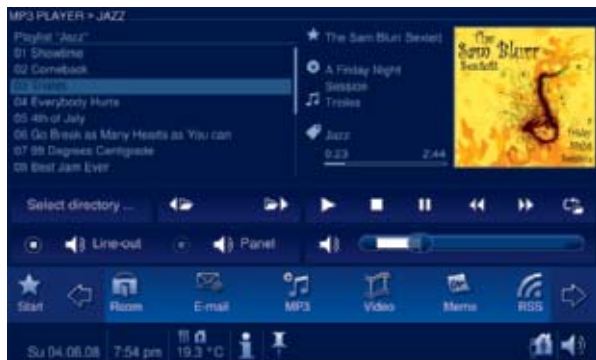 MP3 PLAYER > JAZZ
Playlist "Jazz"
01 Showtime
02 Comeback
04 Everybody Hurts
05 4th of July
06 Go Break as Many Hearts as You can
07 99 Degrees Centigrade
08 Best Jam Ever
The Sam Blurr Sextett
A Friday Night
Session
Jazz
0:23 2:44
The
Sam Blurr
Sextett
A
Friday
Night
Session
Select directory ...
Line-out
Panel
Start
Room
E-mail
MP3
Video
Memo
RSS
Su 04.06.08 7:54 pm 19.3 °C